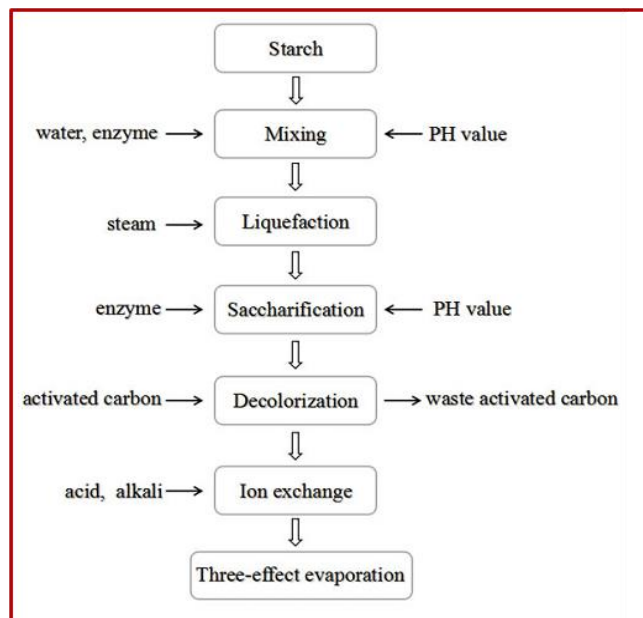 Starch
water, enzyme Mixing PH value
steam Liquefaction
enzyme Saccharification PH value
activated carbon Decolorization waste activated carbon
acid, alkali Ion exchange
Three-effect evaporation